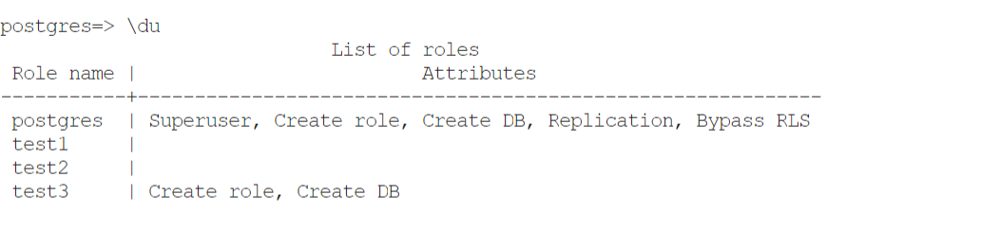 postgres=> \du
                             List of roles
 Role name |                         Attributes
-----------+------------------------------------------------------------
 postgres  | Superuser, Create role, Create DB, Replication, Bypass RLS
 test1     |
 test2     |
 test3     | Create role, Create DB